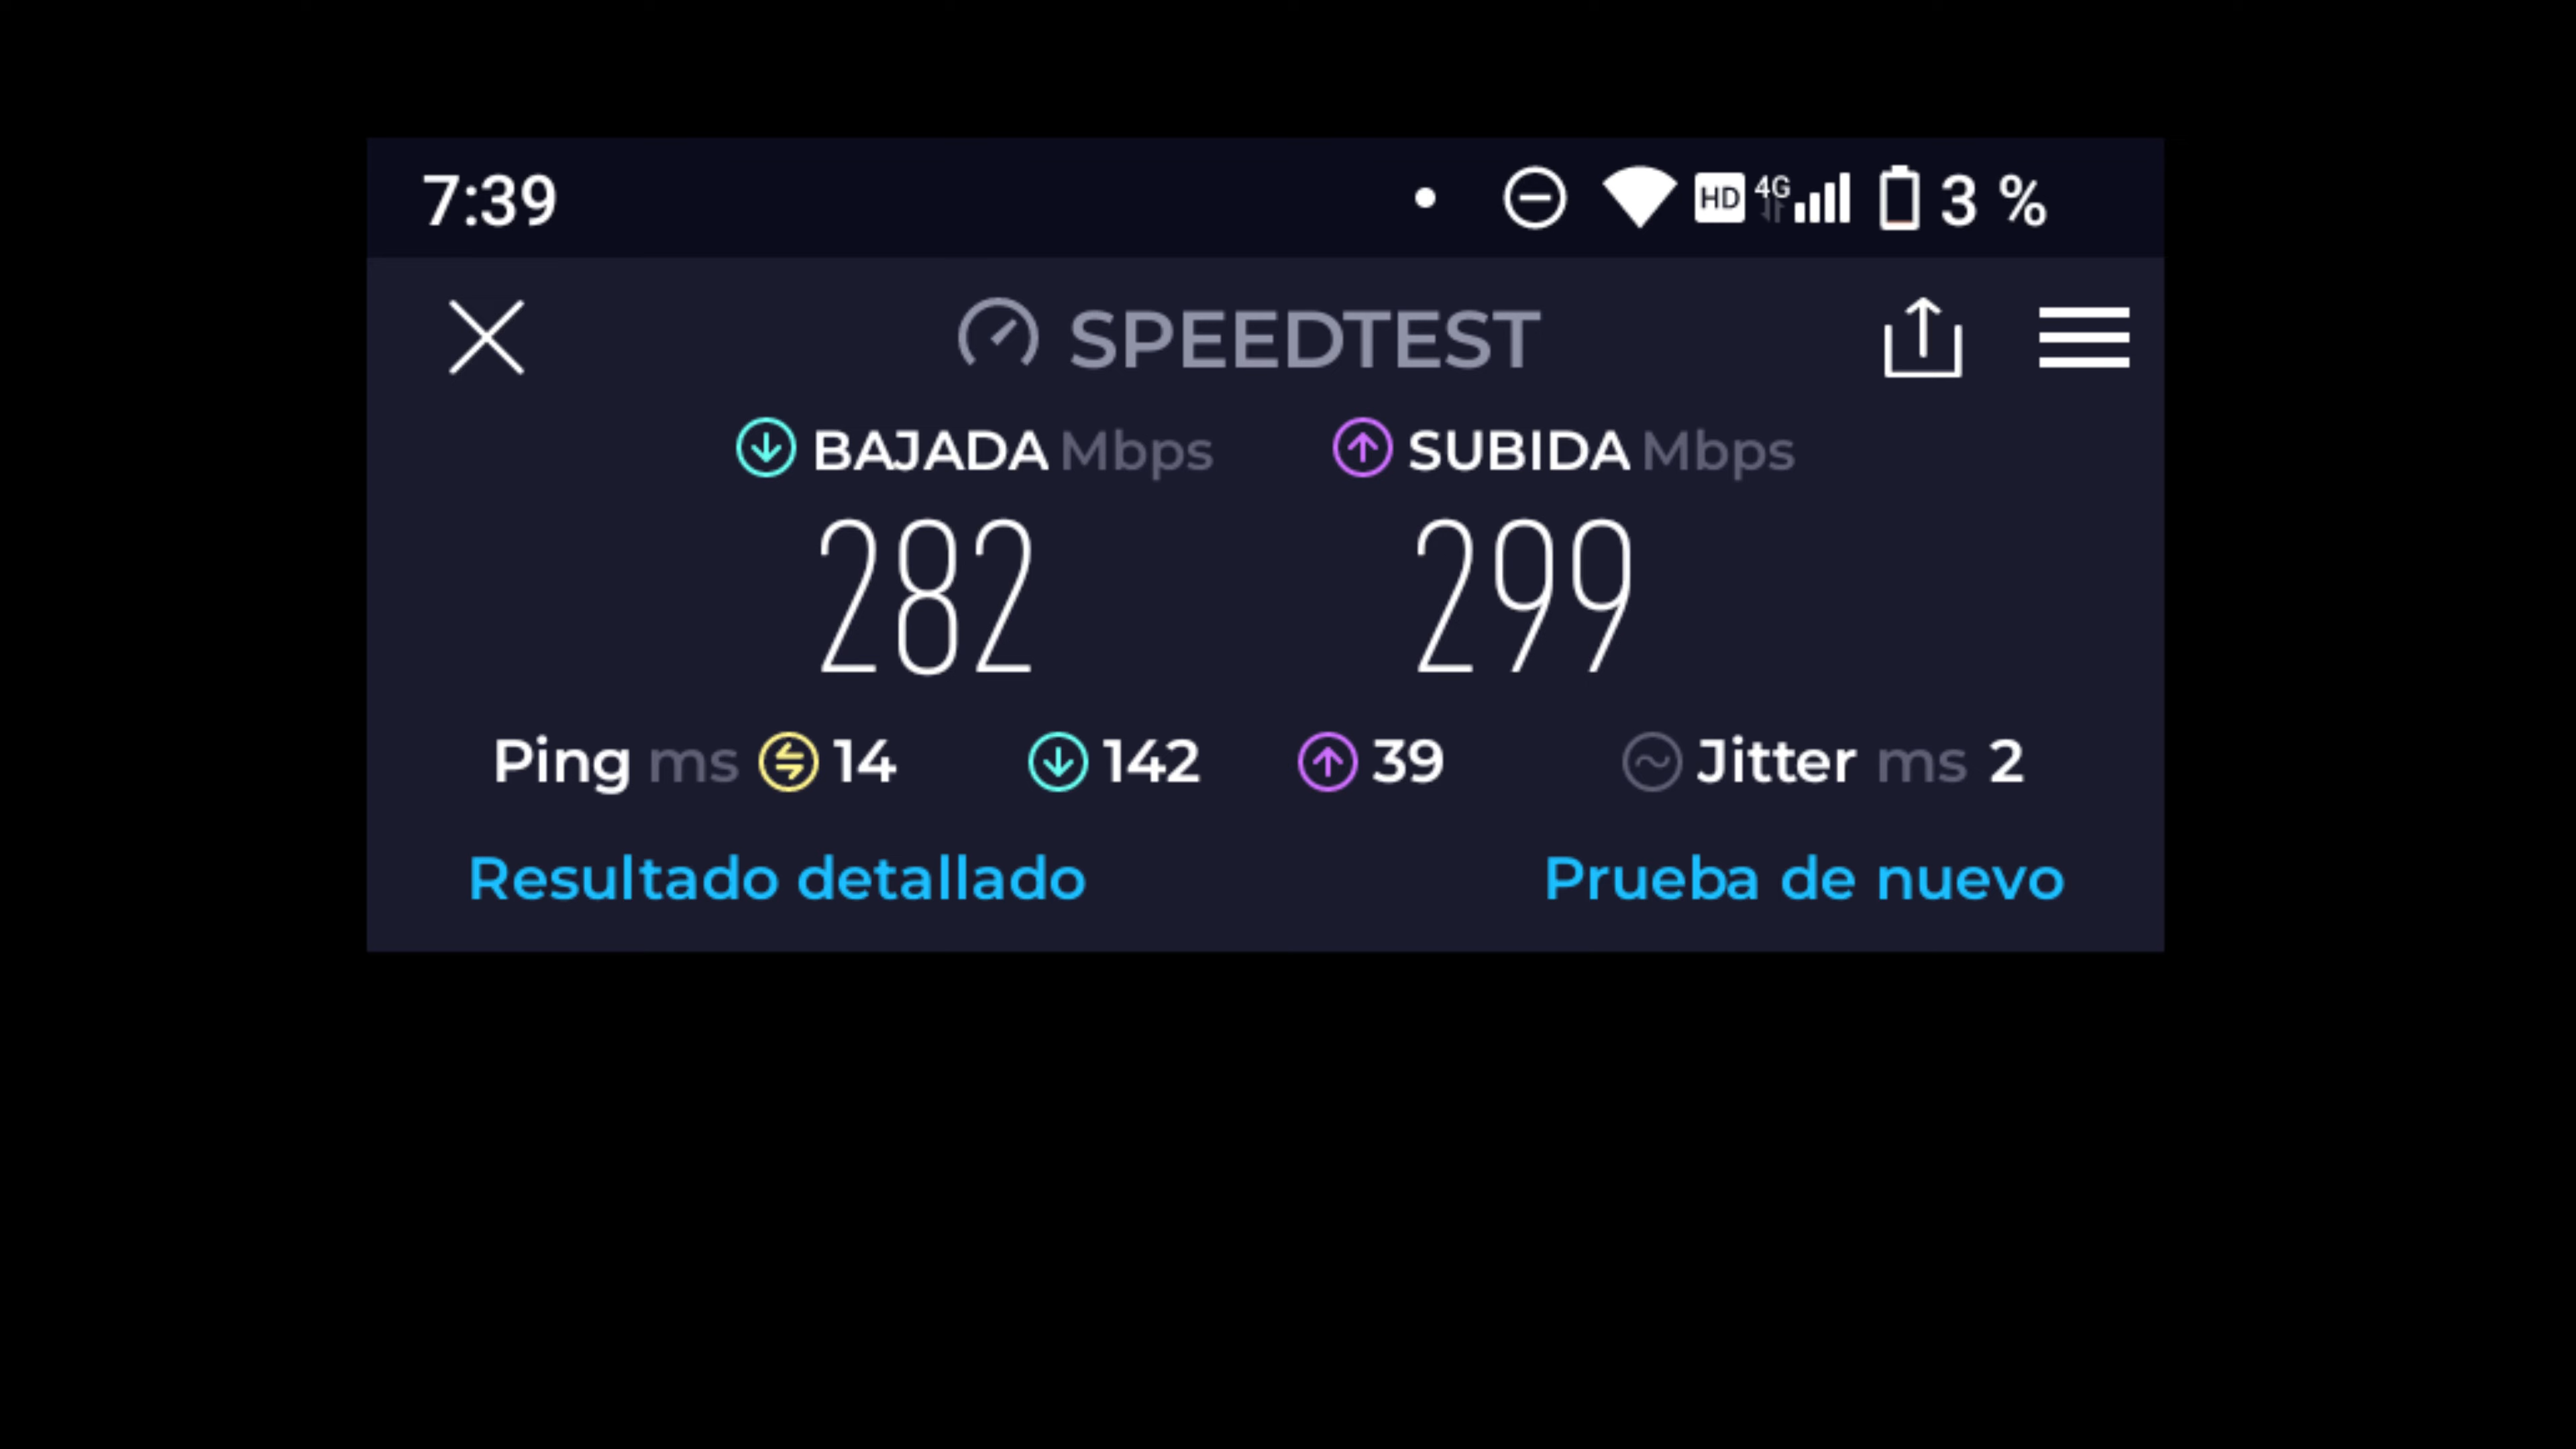 7:39 HD 4G 3 %
SPEEDTEST
BAJADA Mbps SUBIDA Mbps
282 299
Ping ms 14 142 39 Jitter ms 2
Resultado detallado Prueba de nuevo